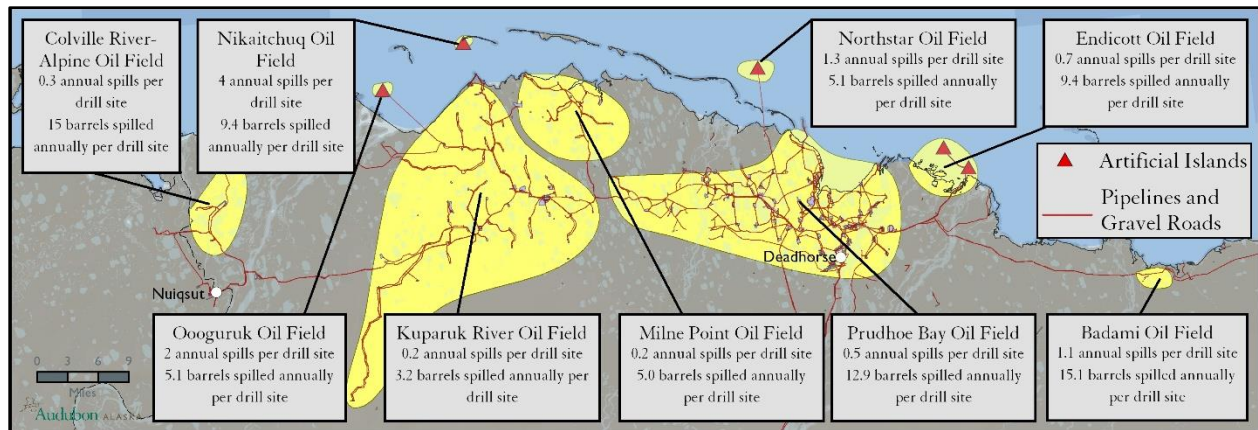 Colville River-
Alpine Oil Field
0.3 annual spills per
drill site
15 barrels spilled
annually per drill site
Nikaitchuq Oil
Field
4 annual spills per
drill site
9.4 barrels spilled
annually per drill site
Northstar Oil Field
1.3 annual spills per drill site
5.1 barrels spilled annually
per drill site
Endicott Oil Field
0.7 annual spills per drill site
9.4 barrels spilled annually
per drill site
Artificial Islands
Pipelines and
Gravel Roads
Deadhorse
Nuiqsut
Oooguruk Oil Field
2 annual spills per drill site
5.1 barrels spilled annually
per drill site
Kuparuk River Oil Field
0.2 annual spills per drill site
3.2 barrels spilled annually per
drill site
Milne Point Oil Field
0.2 annual spills per drill site
5.0 barrels spilled annually
per drill site
Prudhoe Bay Oil Field
0.5 annual spills per drill site
12.9 barrels spilled annually
per drill site
Badami Oil Field
1.1 annual spills per drill site
15.1 barrels spilled annually
per drill site
0 3 6 9
Miles
Audubon ALASKA